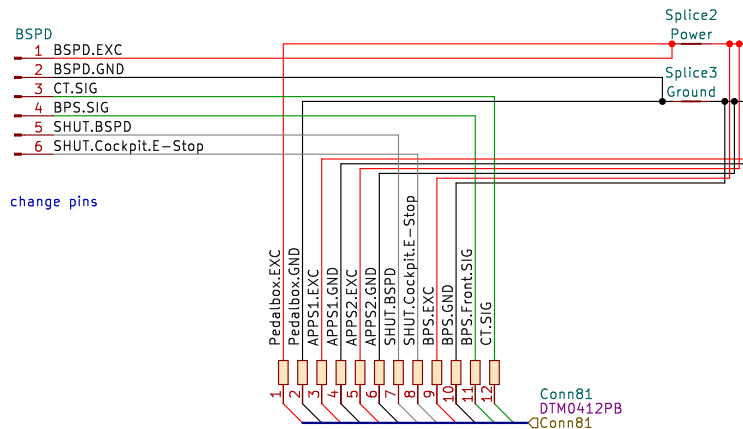 Splice2
Power
BSPD
1 BSPD.EXC
2 BSPD.GND
Splice3
Ground
3 CT.SIG
4 BPS.SIG
5 SHUT.BSPD
6 SHUT.Cockpit.E-Stop
change pins
Pedalbox.EXC
Pedalbox.GND
APPS1.EXC
APPS1.GND
APPS2.EXC
APPS2.GND
SHUT.BSPD
SHUT.Cockpit.E-Stop
BPS.EXC
BPS.GND
BPS.Front.SIG
CT.SIG
1 2 3 4 5 6 7 8 9 10 11 12
Conn81
DTM0412PB
Conn81